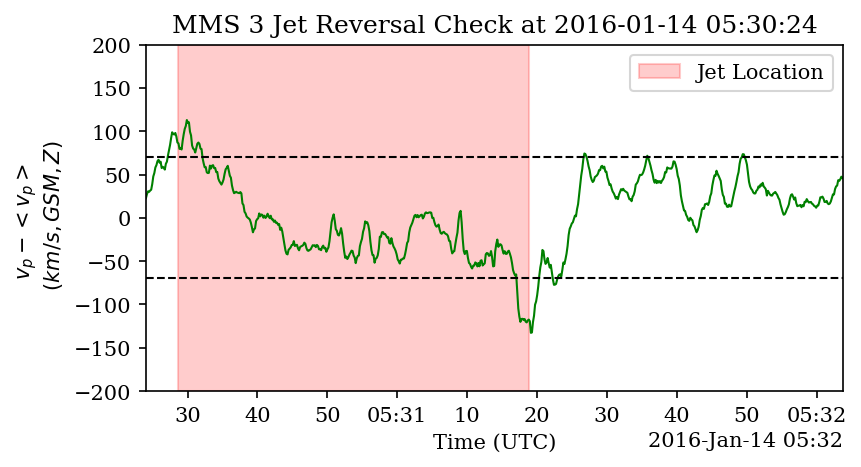 MMS 3 Jet Reversal Check at 2016-01-14 05:30:24
Jet Location
200
150
100
50
0
−50
−100
−150
−200
v_p − < v_p >
(km/s, GSM, Z)
30 40 50 05:31 10 20 30 40 50 05:32
Time (UTC)
2016-Jan-14 05:32